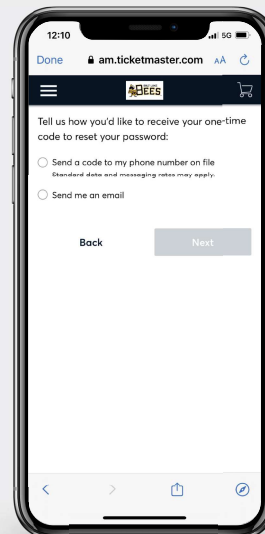 12:10
5G
Done
am.ticketmaster.com
AA
BEES
Tell us how you'd like to receive your one-time
code to reset your password:
Send a code to my phone number on file
Standard data and messaging rates may apply.
Send me an email
Back
Next